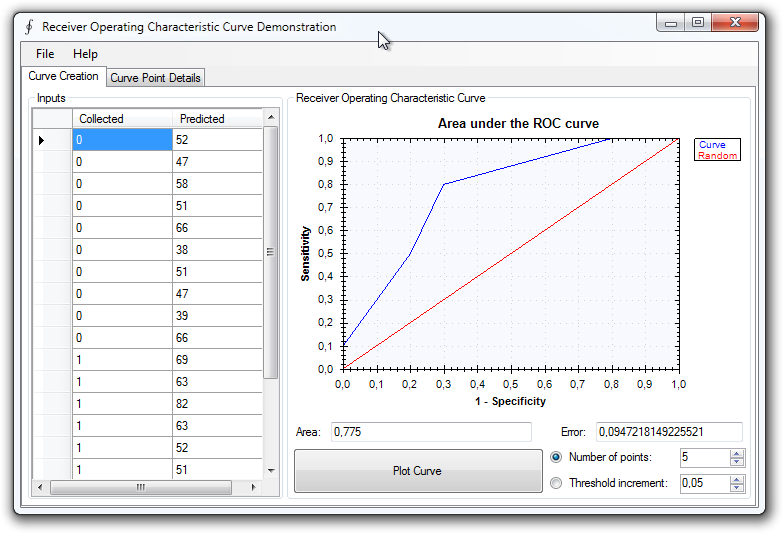 Receiver Operating Characteristic Curve Demonstration
File Help
Curve Creation Curve Point Details
Inputs
Collected Predicted
0 52
0 47
0 58
0 51
0 66
0 38
0 51
0 47
0 39
0 66
1 69
1 63
1 82
1 63
1 52
1 51
Receiver Operating Characteristic Curve
Area under the ROC curve
1,0
0,9
0,8
0,7
0,6
0,5
0,4
0,3
0,2
0,1
0,0
Sensitivity
0,0 0,1 0,2 0,3 0,4 0,5 0,6 0,7 0,8 0,9 1,0
1 - Specificity
Curve
Random
Area: 0,775 Error: 0,0947218149225521
Plot Curve
Number of points: 5
Threshold increment: 0,05